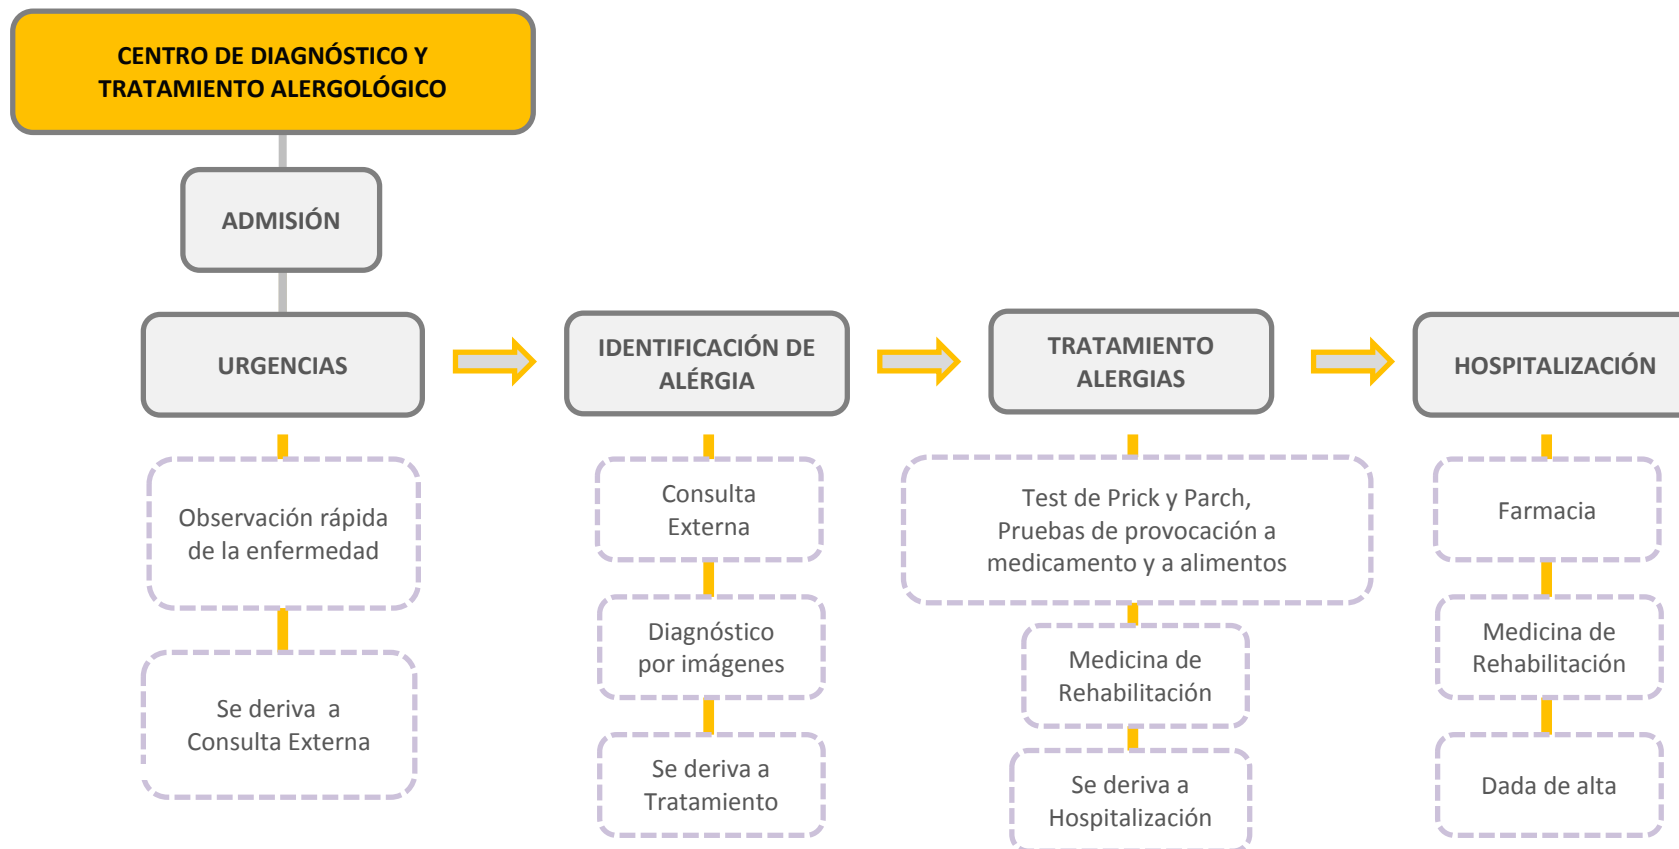 CENTRO DE DIAGNÓSTICO Y
TRATAMIENTO ALERGOLÓGICO
ADMISIÓN
URGENCIAS
IDENTIFICACIÓN DE
ALÉRGIA
TRATAMIENTO
ALERGIAS
HOSPITALIZACIÓN
Observación rápida
de la enfermedad
Se deriva a
Consulta Externa
Consulta
Externa
Diagnóstico
por imágenes
Se deriva a
Tratamiento
Test de Prick y Parch,
Pruebas de provocación a
medicamento y a alimentos
Medicina de
Rehabilitación
Se deriva a
Hospitalización
Farmacia
Medicina de
Rehabilitación
Dada de alta